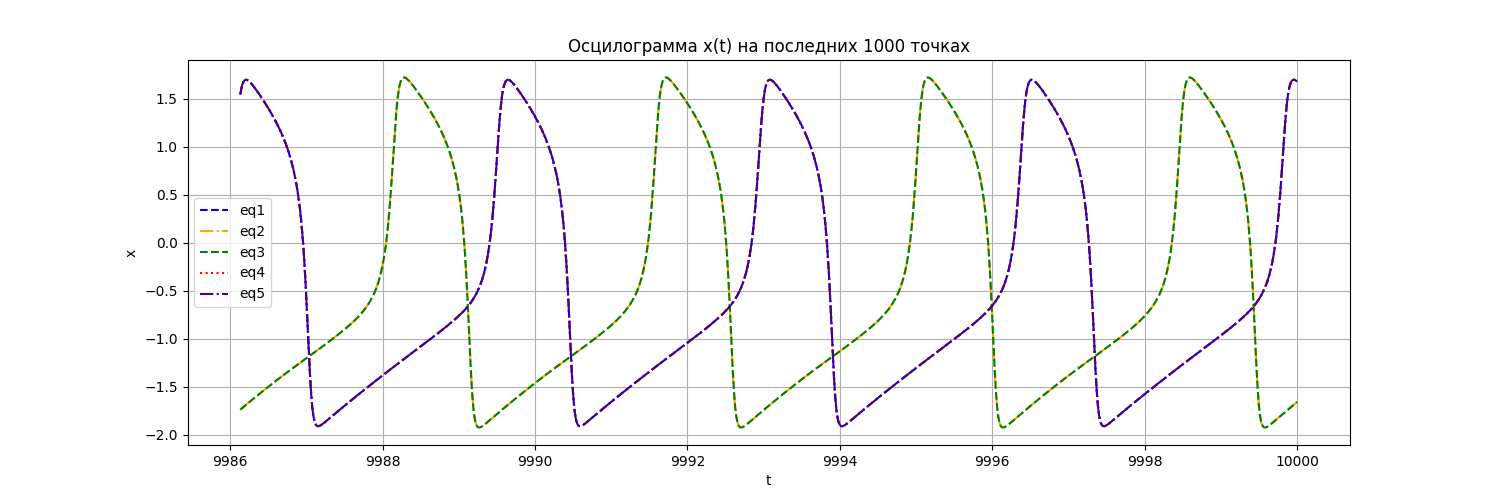 Осцилограмма x(t) на последних 1000 точках
x
1.5
1.0
0.5
0.0
−0.5
−1.0
−1.5
−2.0
eq1
eq2
eq3
eq4
eq5
9986
9988
9990
9992
9994
9996
9998
10000
t